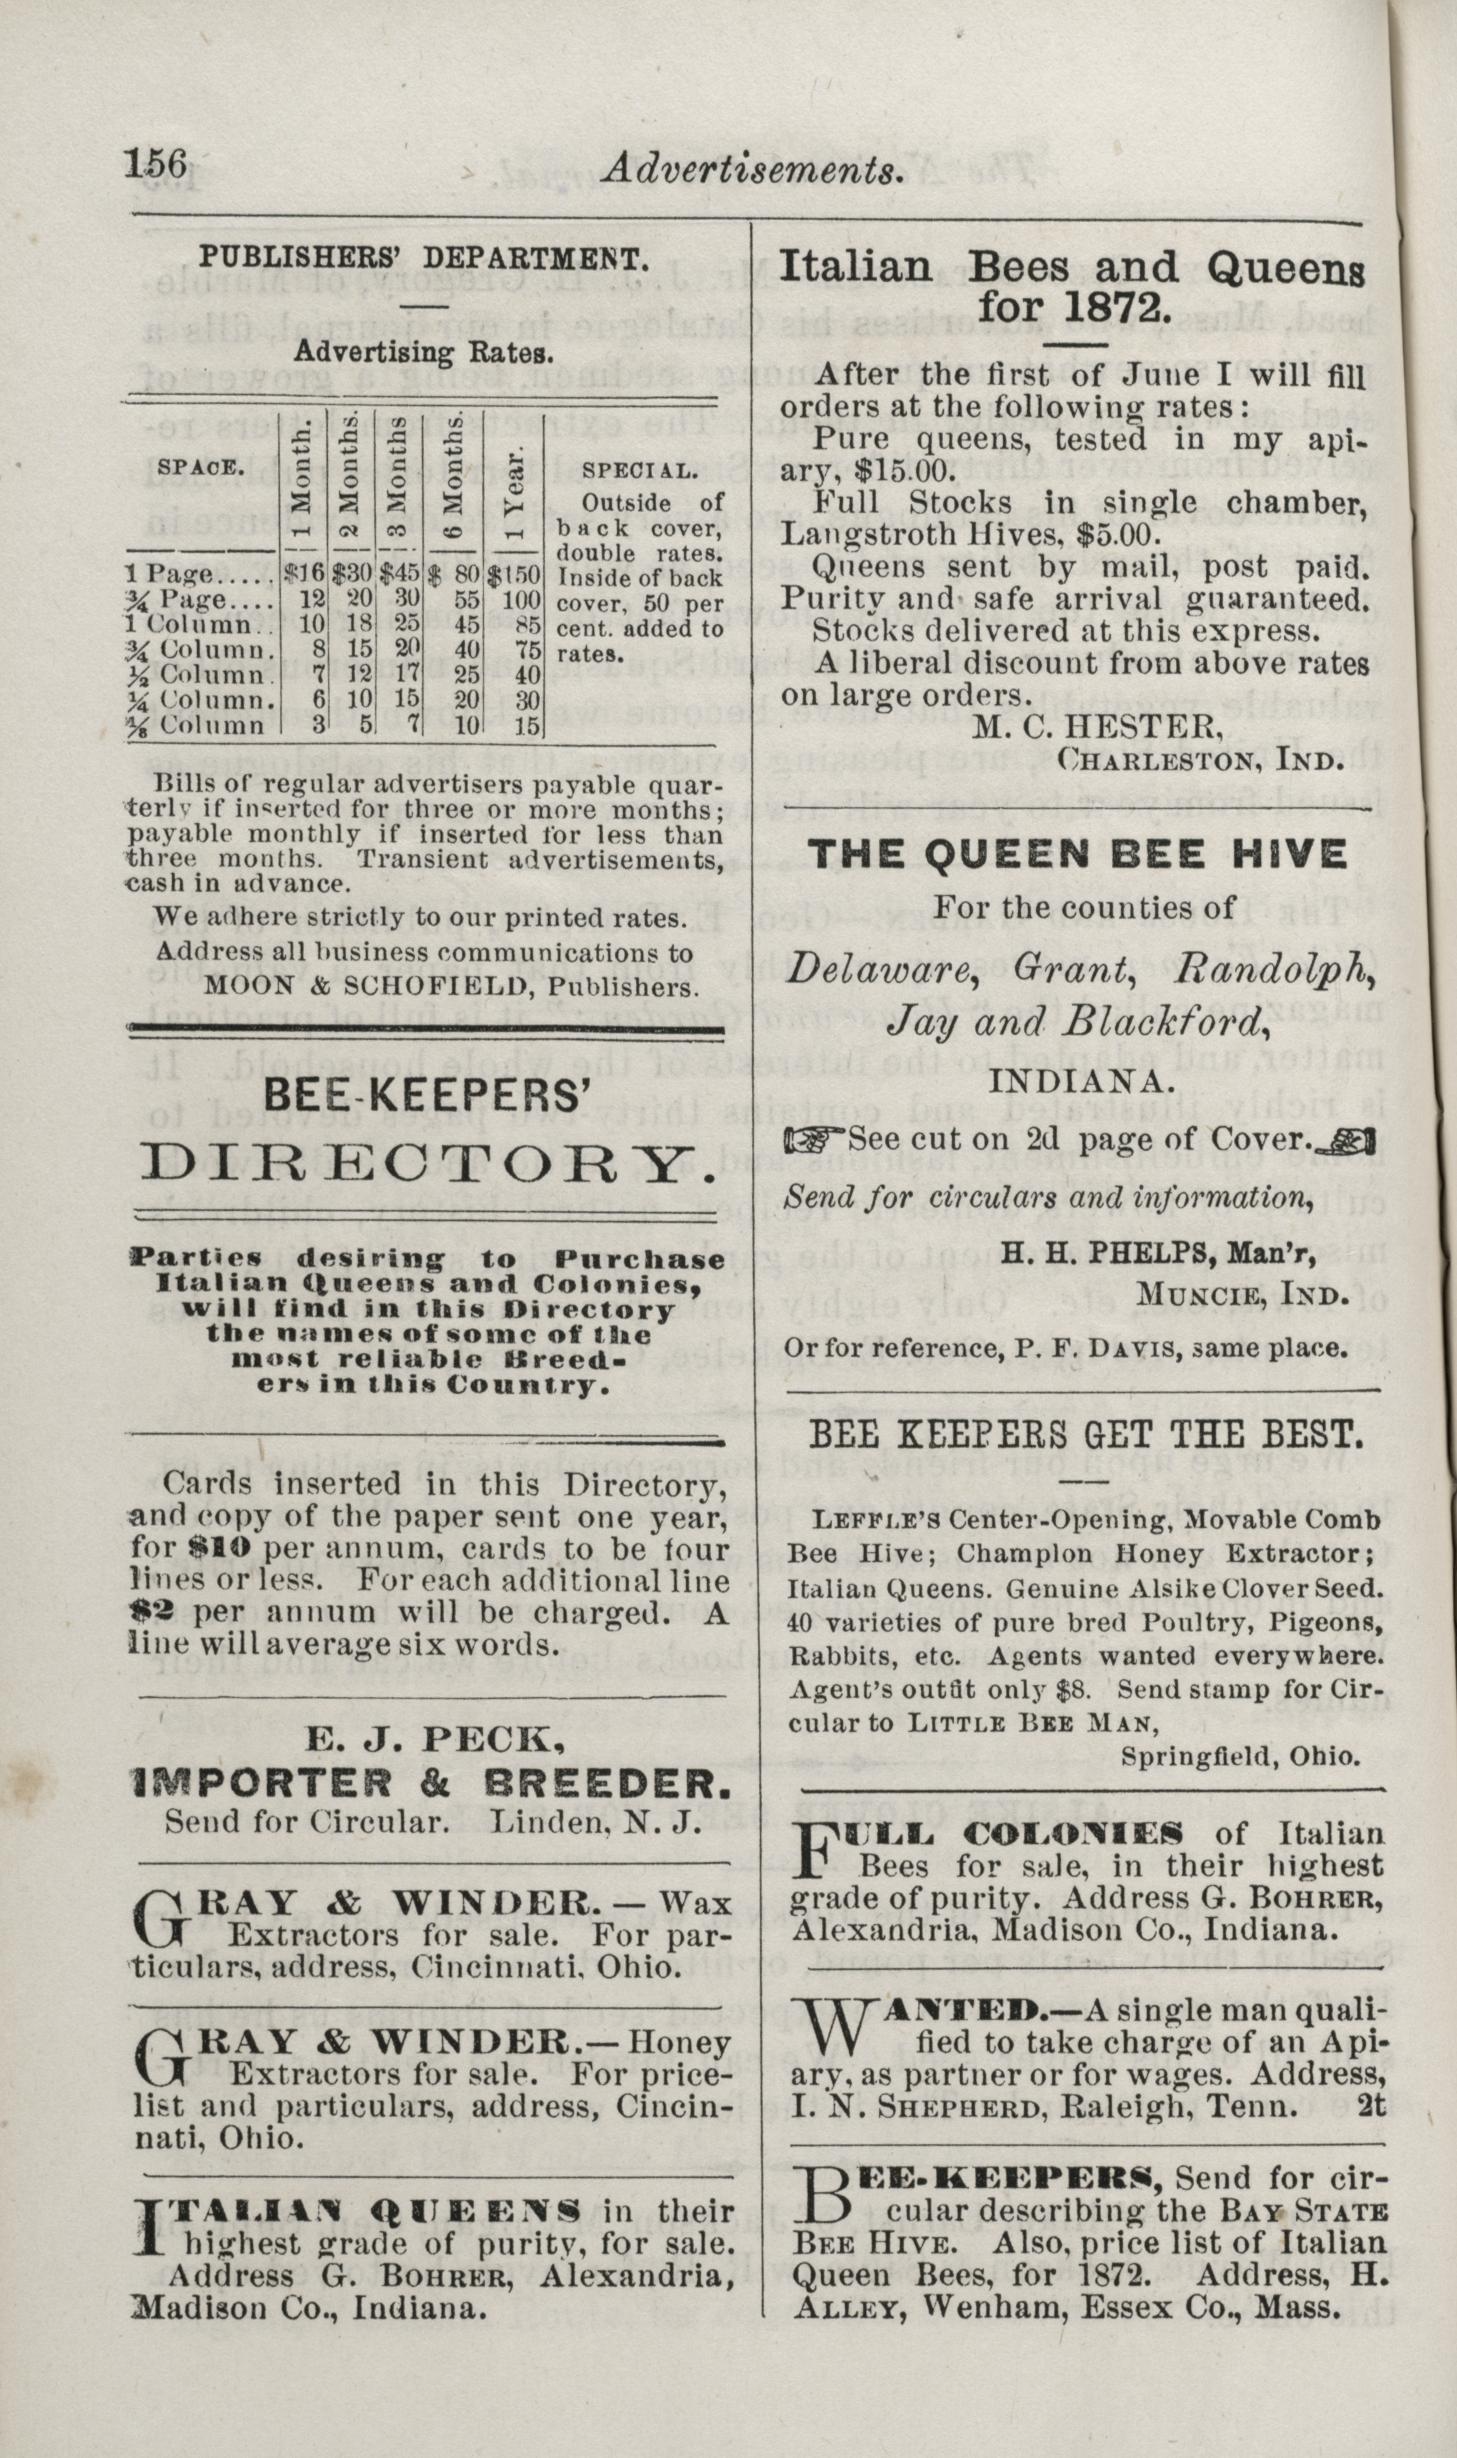 156
Advertisements.
PUBLISHERS' DEPARTMENT.
Advertising Rates.
SPACE. 1 Month. 2 Months. 3 Months 6 Months. 1 Year.
1 Page..... $16 $30 $45 $ 80 $150
¾ Page.... 12 20 30 55 100
1 Column.. 10 18 25 45 85
¾ Column. 8 15 20 40 75
½ Column. 7 12 17 25 40
¼ Column. 6 10 15 20 30
⅛ Column 3 5 7 10 15
SPECIAL.
Outside of
back cover,
double rates.
Inside of back
cover, 50 per
cent. added to
rates.
Bills of regular advertisers payable quar-
terly if inserted for three or more months;
payable monthly if inserted for less than
three months. Transient advertisements,
cash in advance.
We adhere strictly to our printed rates.
Address all business communications to
MOON & SCHOFIELD, Publishers.
BEE-KEEPERS'
DIRECTORY.
Parties desiring to Purchase
Italian Queens and Colonies,
will find in this Directory
the names of some of the
most reliable Breed-
ers in this Country.
Cards inserted in this Directory,
and copy of the paper sent one year,
for $10 per annum, cards to be four
lines or less. For each additional line
$2 per annum will be charged. A
line will average six words.
E. J. PECK,
IMPORTER & BREEDER.
Send for Circular. Linden, N. J.
GRAY & WINDER.—Wax
Extractors for sale. For par-
ticulars, address, Cincinnati, Ohio.
GRAY & WINDER.—Honey
Extractors for sale. For price-
list and particulars, address, Cincin-
nati, Ohio.
ITALIAN QUEENS in their
highest grade of purity, for sale.
Address G. BOHRER, Alexandria,
Madison Co., Indiana.
Italian Bees and Queens
for 1872.
After the first of June I will fill
orders at the following rates:
Pure queens, tested in my api-
ary, $15.00.
Full Stocks in single chamber,
Langstroth Hives, $5.00.
Queens sent by mail, post paid.
Purity and safe arrival guaranteed.
Stocks delivered at this express.
A liberal discount from above rates
on large orders.
M. C. HESTER,
CHARLESTON, IND.
THE QUEEN BEE HIVE
For the counties of
Delaware, Grant, Randolph,
Jay and Blackford,
INDIANA.
☞See cut on 2d page of Cover.☜
Send for circulars and information,
H. H. PHELPS, Man'r,
MUNCIE, IND.
Or for reference, P. F. DAVIS, same place.
BEE KEEPERS GET THE BEST.
LEFFLE'S Center-Opening, Movable Comb
Bee Hive; Champlon Honey Extractor;
Italian Queens. Genuine Alsike Clover Seed.
40 varieties of pure bred Poultry, Pigeons,
Rabbits, etc. Agents wanted everywhere.
Agent's outfit only $8. Send stamp for Cir-
cular to LITTLE BEE MAN,
Springfield, Ohio.
FULL COLONIES of Italian
Bees for sale, in their highest
grade of purity. Address G. BOHRER,
Alexandria, Madison Co., Indiana.
WANTED.—A single man quali-
fied to take charge of an Api-
ary, as partner or for wages. Address,
I. N. SHEPHERD, Raleigh, Tenn. 2t
BEE-KEEPERS, Send for cir-
cular describing the BAY STATE
BEE HIVE. Also, price list of Italian
Queen Bees, for 1872. Address, H.
ALLEY, Wenham, Essex Co., Mass.